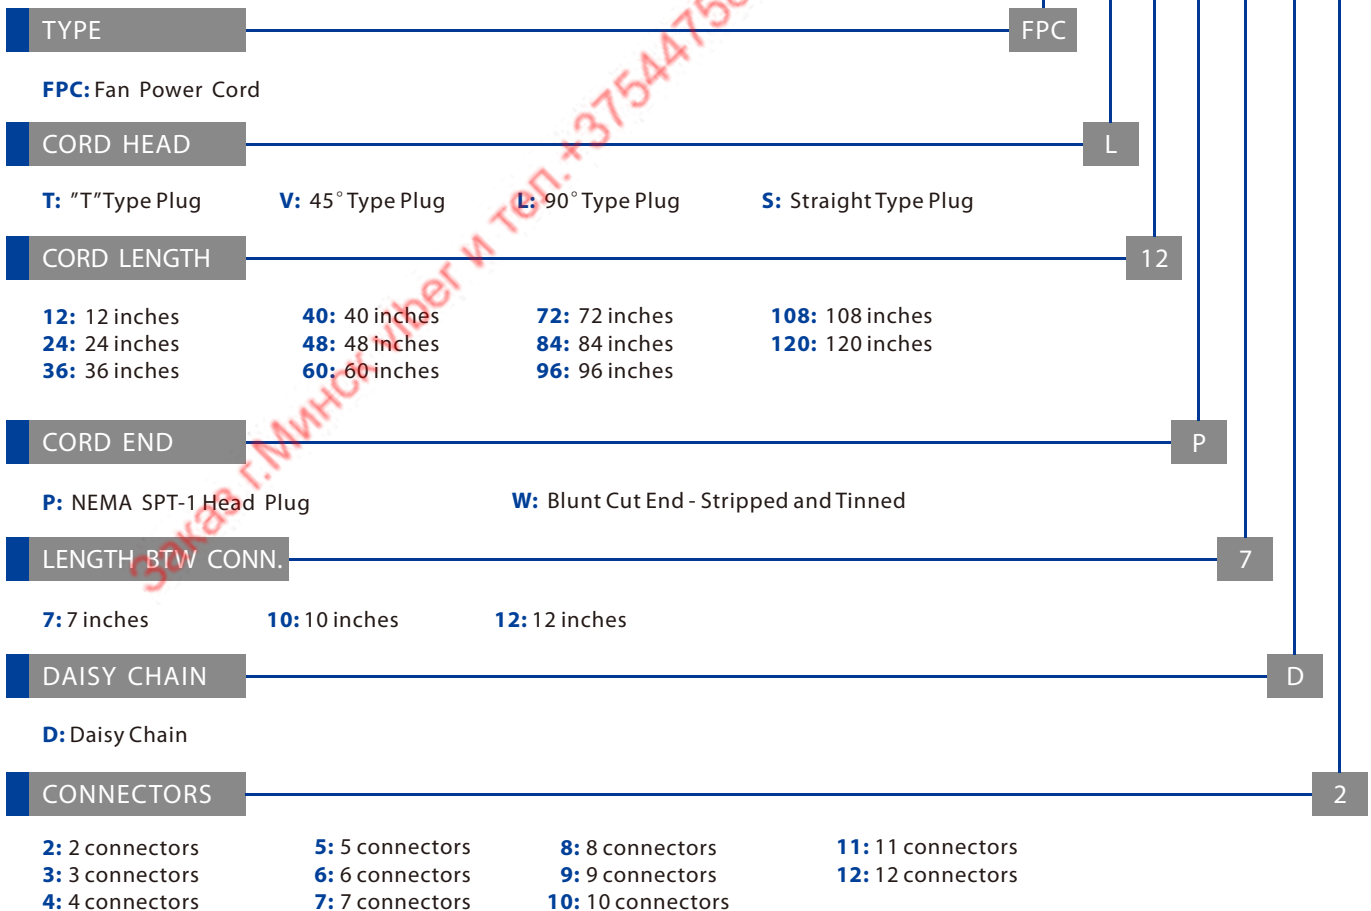 TYPE FPC
FPC: Fan Power Cord
CORD HEAD L
T: "T" Type Plug V: 45° Type Plug L: 90° Type Plug S: Straight Type Plug
CORD LENGTH 12
12: 12 inches 40: 40 inches 72: 72 inches 108: 108 inches
24: 24 inches 48: 48 inches 84: 84 inches 120: 120 inches
36: 36 inches 60: 60 inches 96: 96 inches
CORD END P
P: NEMA SPT-1 Head Plug W: Blunt Cut End - Stripped and Tinned
LENGTH BTW CONN. 7
7: 7 inches 10: 10 inches 12: 12 inches
DAISY CHAIN D
D: Daisy Chain
CONNECTORS 2
2: 2 connectors 5: 5 connectors 8: 8 connectors 11: 11 connectors
3: 3 connectors 6: 6 connectors 9: 9 connectors 12: 12 connectors
4: 4 connectors 7: 7 connectors 10: 10 connectors
Заказ г.Минск viber и тел.+37544758